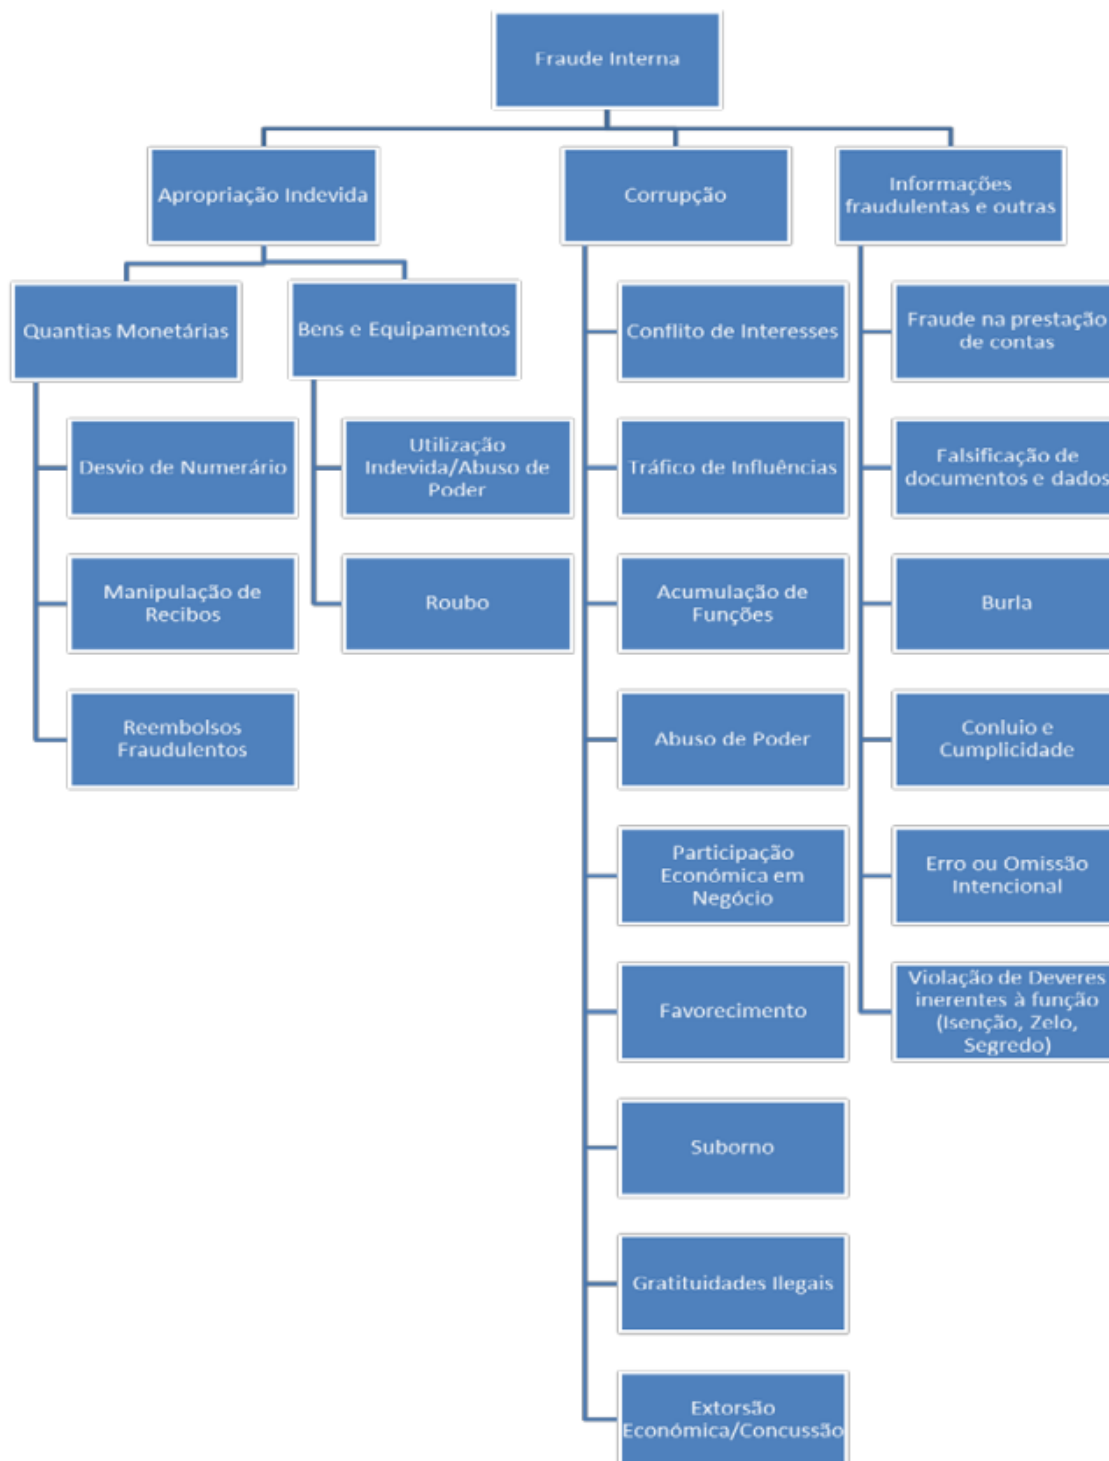 Fraude Interna
Apropriação Indevida
Corrupção
Informações
fraudulentas e outras
Quantias Monetárias
Bens e Equipamentos
Conflito de Interesses
Fraude na prestação
de contas
Desvio de Numerário
Utilização
Indevida/Abuso de
Poder
Tráfico de Influências
Falsificação de
documentos e dados
Manipulação de
Recibos
Roubo
Acumulação de
Funções
Burla
Reembolsos
Fraudulentos
Abuso de Poder
Conluio e
Cumplicidade
Participação
Económica em
Negócio
Erro ou Omissão
Intencional
Favorecimento
Violação de Deveres
inerentes à função
(Isenção, Zelo,
Segredo)
Suborno
Gratituidades Ilegais
Extorsão
Económica/Concussão